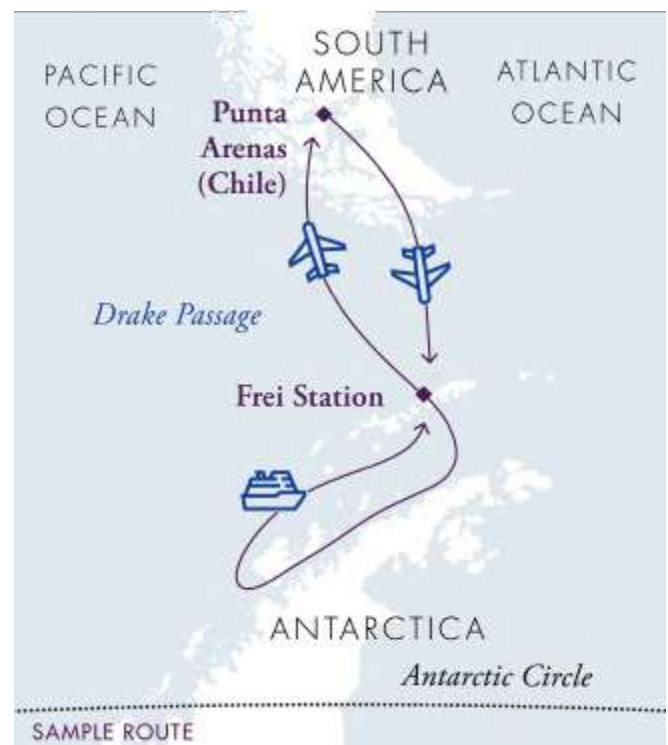 SOUTH
AMERICA
PACIFIC
OCEAN
ATLANTIC
OCEAN
Punta
Arenas
(Chile)
Drake Passage
Frei Station
ANTARCTICA
Antarctic Circle
SAMPLE ROUTE